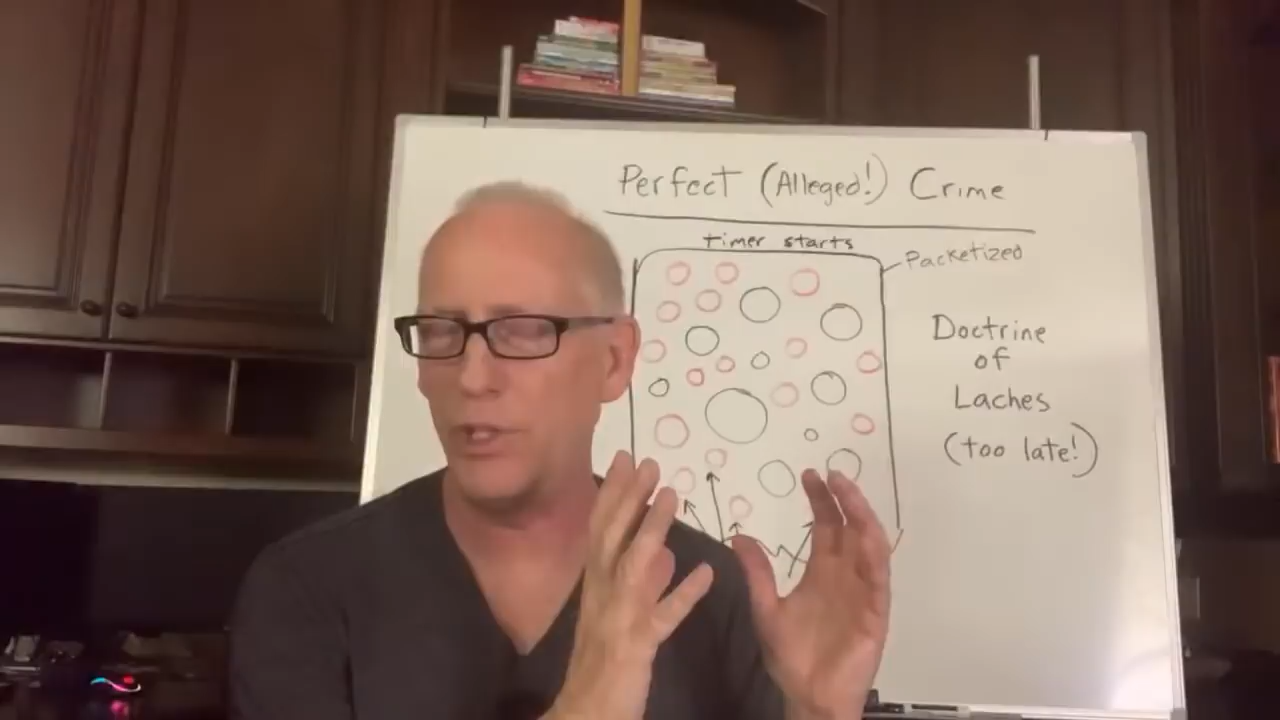 Perfect (Alleged!) Crime
timer starts
Packetized
Doctrine
of
Laches
(too late!)